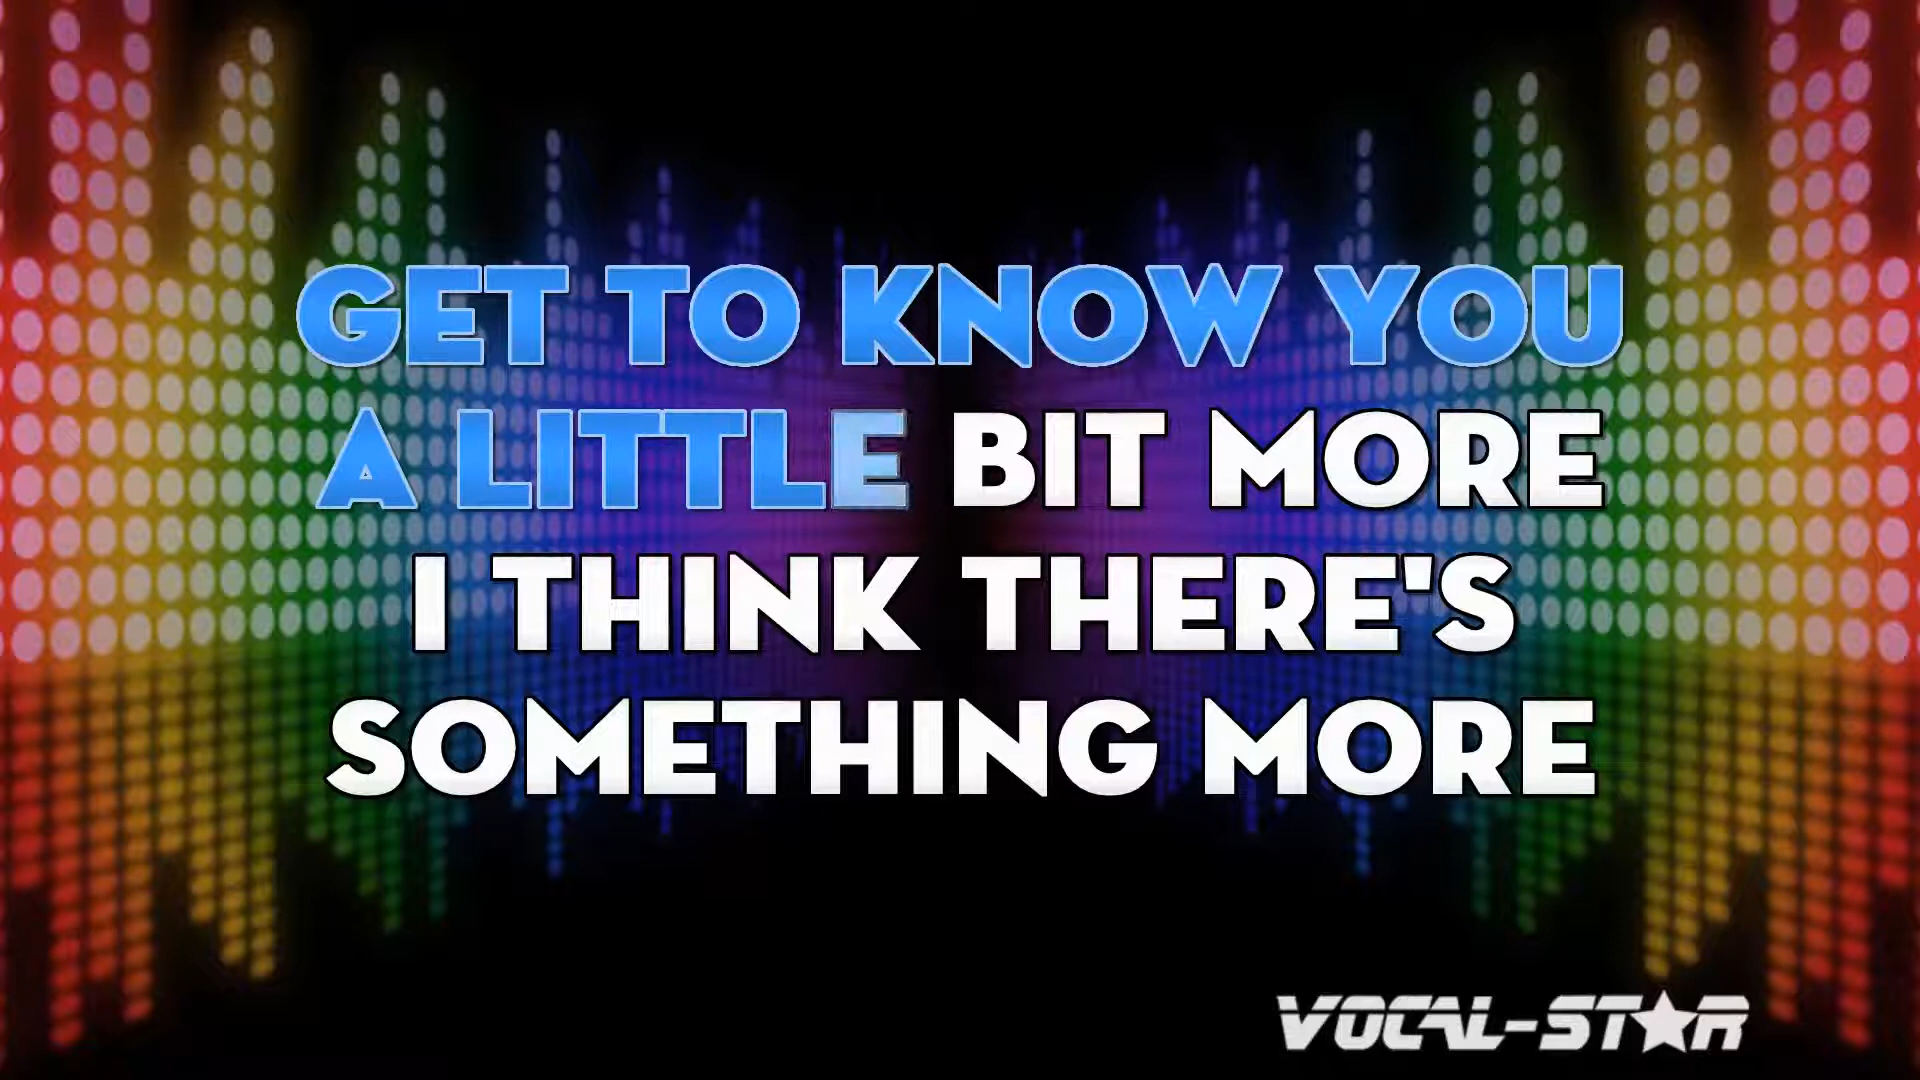 GET TO KNOW YOU
A LITTLE BIT MORE
I THINK THERE'S
SOMETHING MORE
VOCAL-STAR